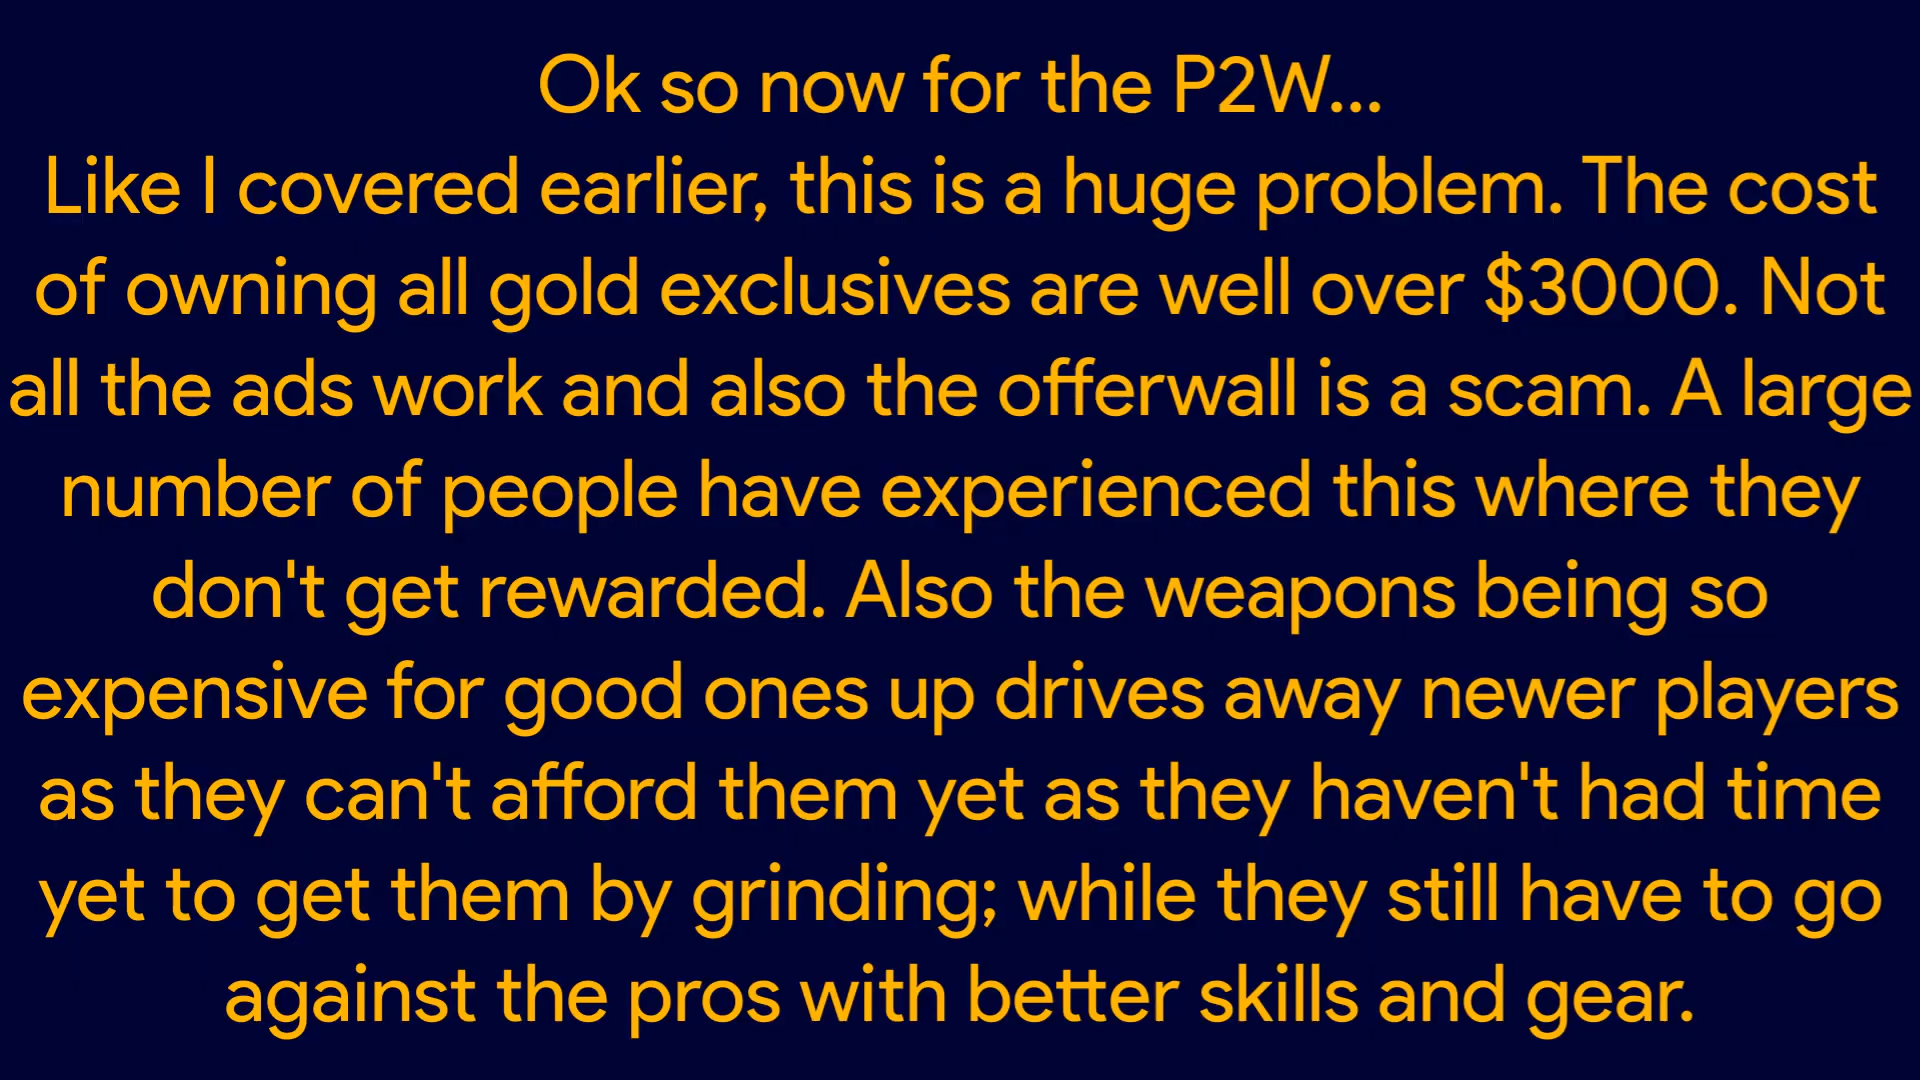 Ok so now for the P2W...
Like I covered earlier, this is a huge problem. The cost
of owning all gold exclusives are well over $3000. Not
all the ads work and also the offerwall is a scam. A large
number of people have experienced this where they
don't get rewarded. Also the weapons being so
expensive for good ones up drives away newer players
as they can't afford them yet as they haven't had time
yet to get them by grinding; while they still have to go
against the pros with better skills and gear.